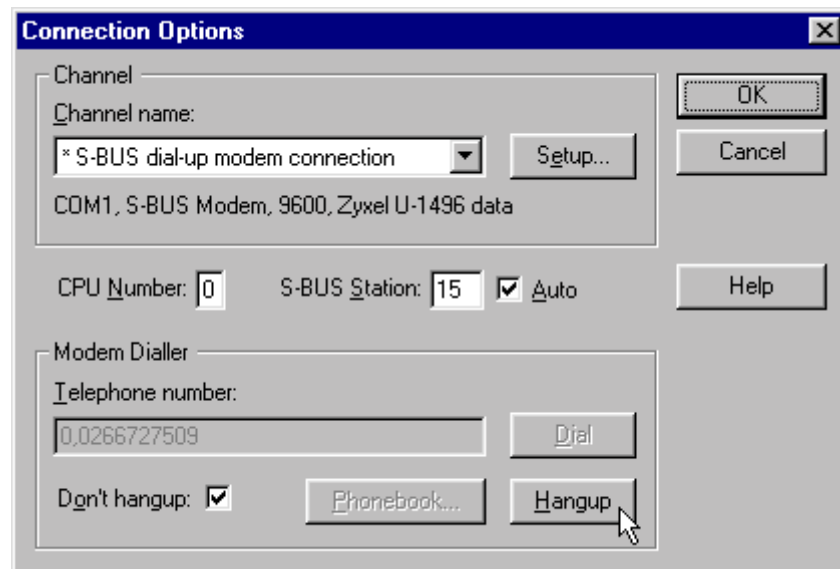 Connection Options
Channel
Channel name:
* S-BUS dial-up modem connection
Setup...
COM1, S-BUS Modem, 9600, Zyxel U-1496 data
OK
Cancel
CPU Number: 0 S-BUS Station: 15 Auto
Help
Modem Dialler
Telephone number:
0,0266727509
Dial
Don't hangup:
Phonebook...
Hangup